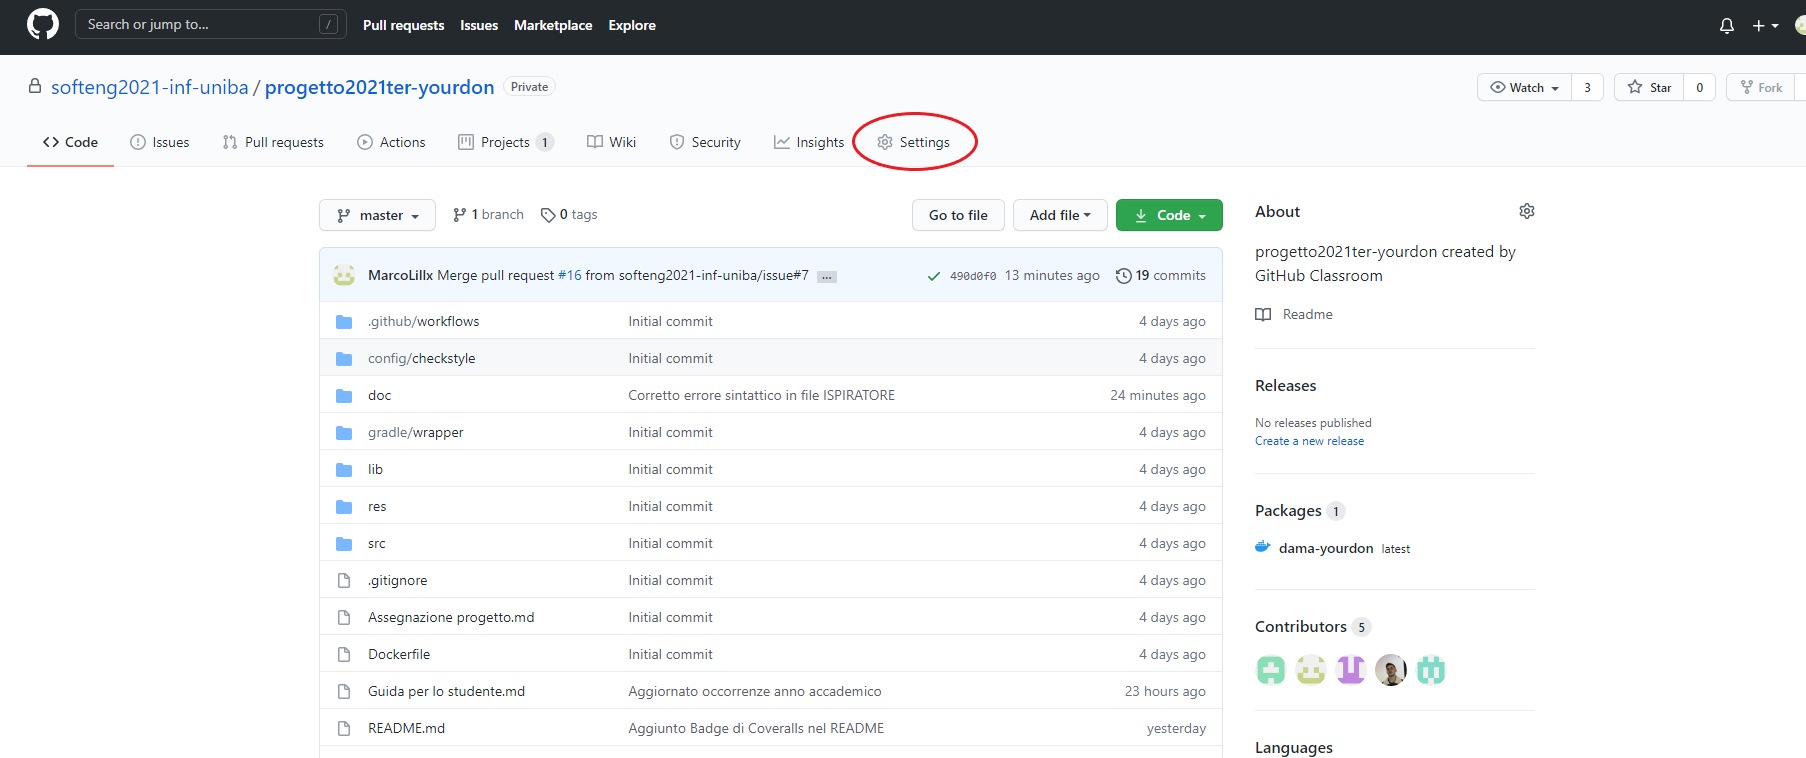 Search or jump to... /
Pull requests Issues Marketplace Explore
softeng2021-inf-uniba / progetto2021ter-yourdon Private
Watch 3 Star 0 Fork
Code Issues Pull requests Actions Projects 1 Wiki Security Insights Settings
master 1 branch 0 tags Go to file Add file Code
MarcoLillx Merge pull request #16 from softeng2021-inf-uniba/issue#7 ... 490d0f0 13 minutes ago 19 commits
.github/workflows Initial commit 4 days ago
config/checkstyle Initial commit 4 days ago
doc Corretto errore sintattico in file ISPIRATORE 24 minutes ago
gradle/wrapper Initial commit 4 days ago
lib Initial commit 4 days ago
res Initial commit 4 days ago
src Initial commit 4 days ago
.gitignore Initial commit 4 days ago
Assegnazione progetto.md Initial commit 4 days ago
Dockerfile Initial commit 4 days ago
Guida per lo studente.md Aggiornato occorrenze anno accademico 23 hours ago
README.md Aggiunto Badge di Coveralls nel README yesterday
About
progetto2021ter-yourdon created by
GitHub Classroom
Readme
Releases
No releases published
Create a new release
Packages 1
dama-yourdon latest
Contributors 5
Languages